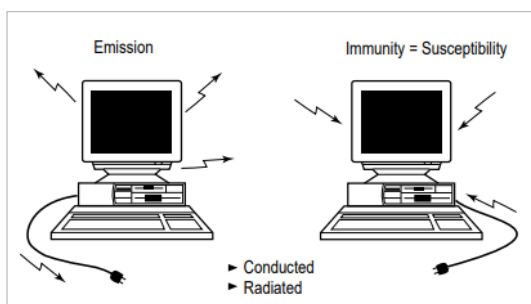 Emission
Immunity = Susceptibility
► Conducted
► Radiated